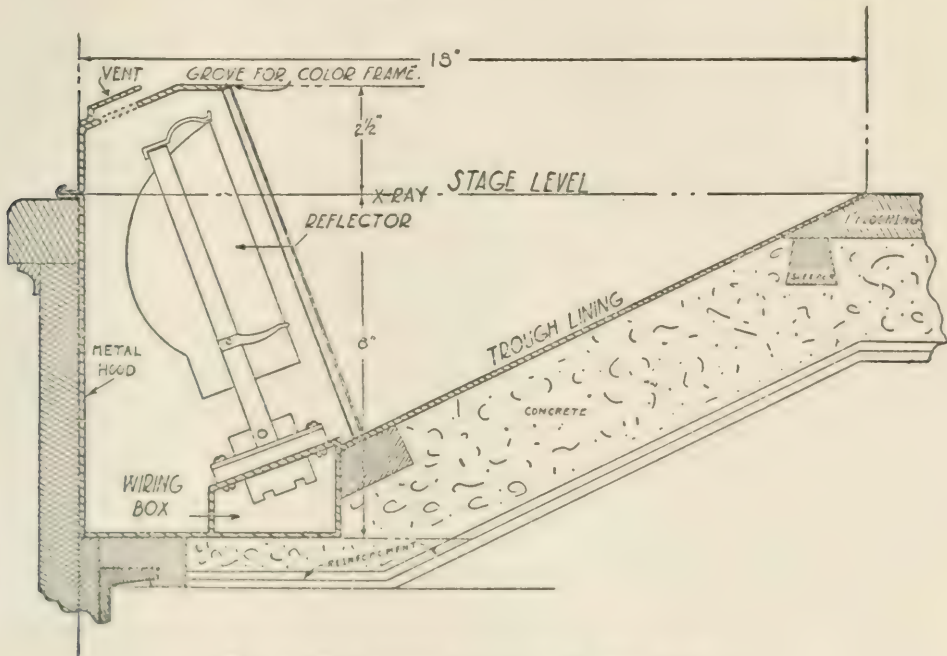 18"
VENT
GROVE FOR COLOR FRAME.
2½"
STAGE LEVEL
X-RAY
REFLECTOR
FLOORING
TROUGH LINING
METAL
HOOD
CONCRETE
WIRING
BOX
REINFORCEMENT